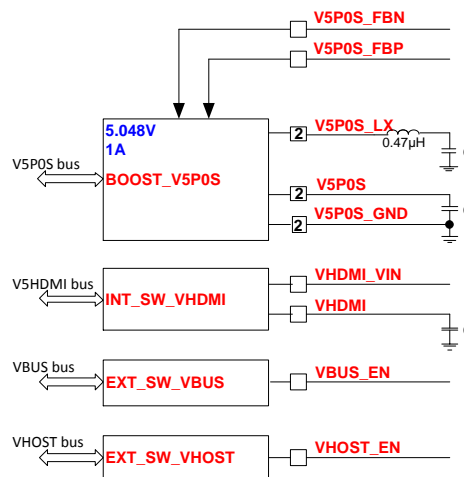 V5P0S_FBN
V5P0S_FBP
5.048V
1A
V5P0S bus
BOOST_V5P0S
2
V5P0S_LX
0.47µH
2
V5P0S
2
V5P0S_GND
V5HDMI bus
INT_SW_VHDMI
VHDMI_VIN
VHDMI
VBUS bus
EXT_SW_VBUS
VBUS_EN
VHOST bus
EXT_SW_VHOST
VHOST_EN